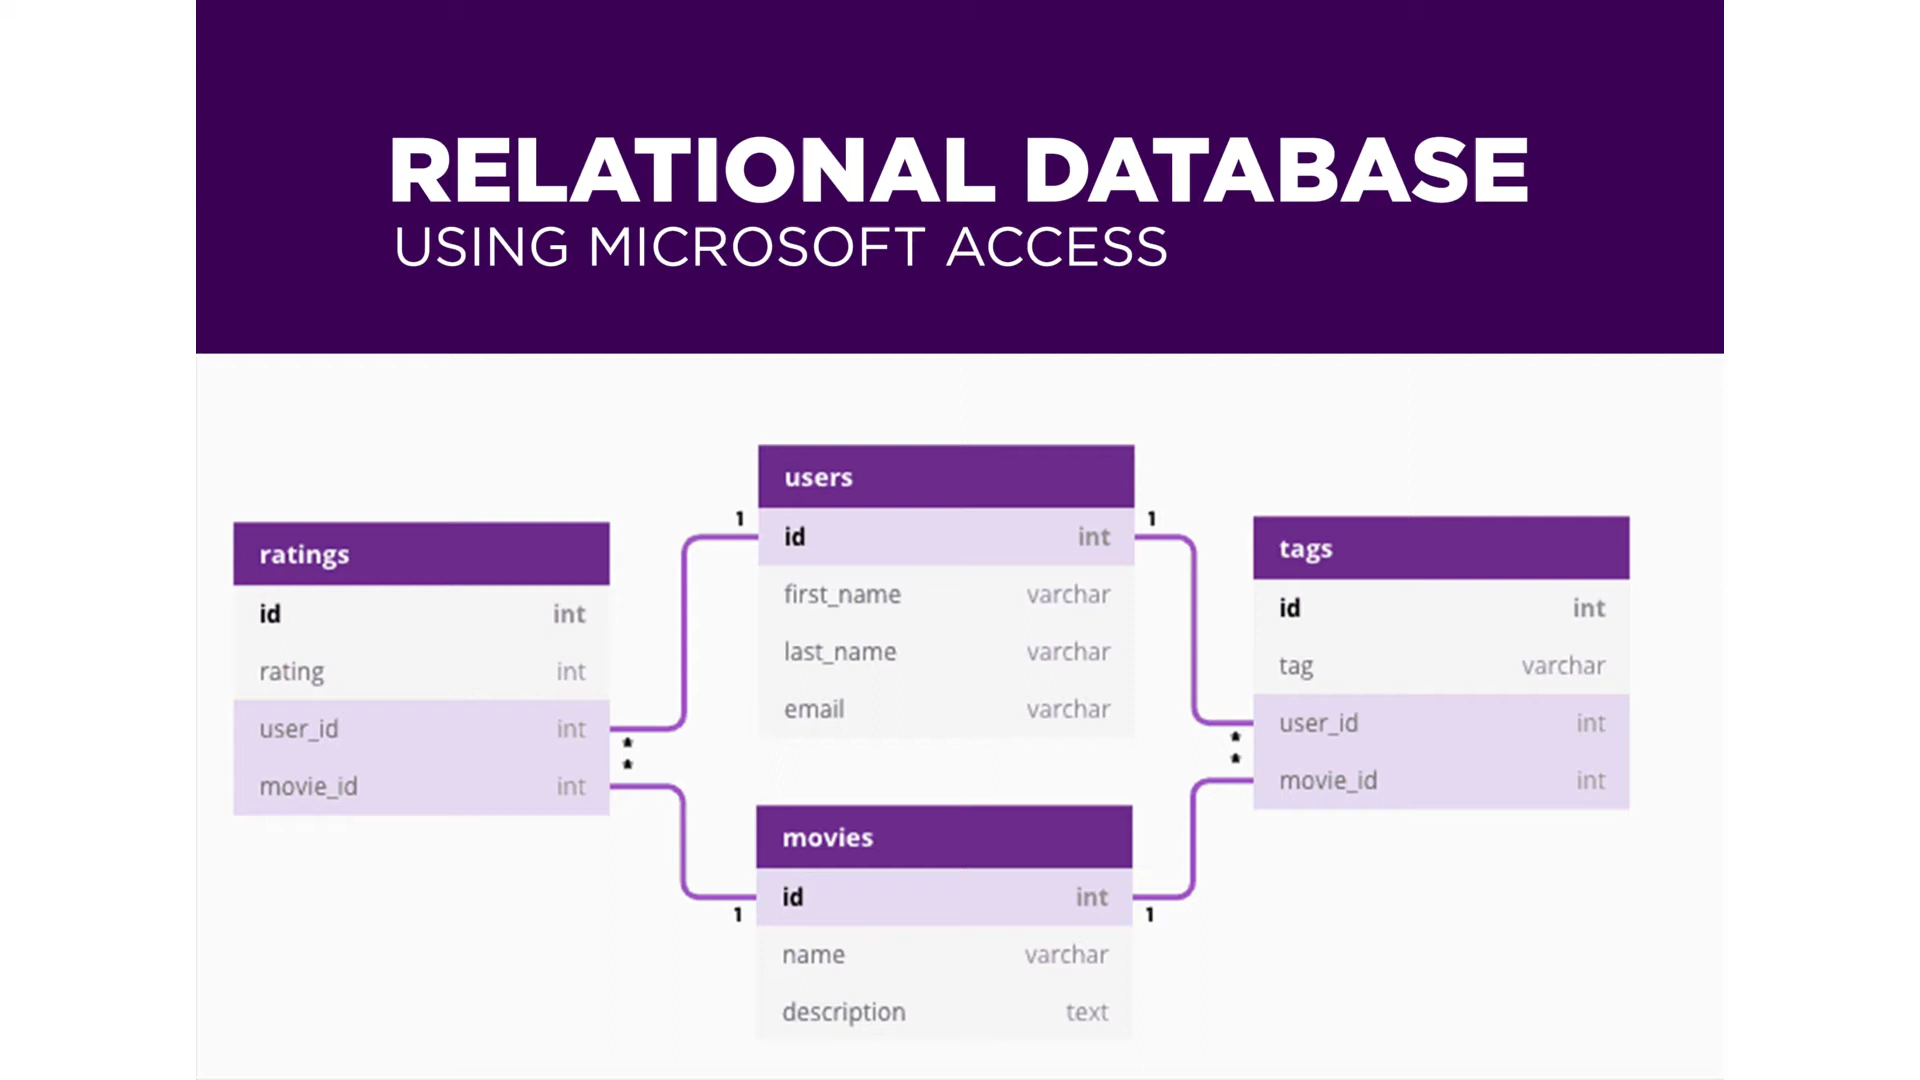 RELATIONAL DATABASE
USING MICROSOFT ACCESS
ratings
id int
rating int
user_id int
movie_id int
*
*
1
users
id int
first_name varchar
last_name varchar
email varchar
1
1
movies
id int
name varchar
description text
1
tags
id int
tag varchar
user_id int
movie_id int
*
*